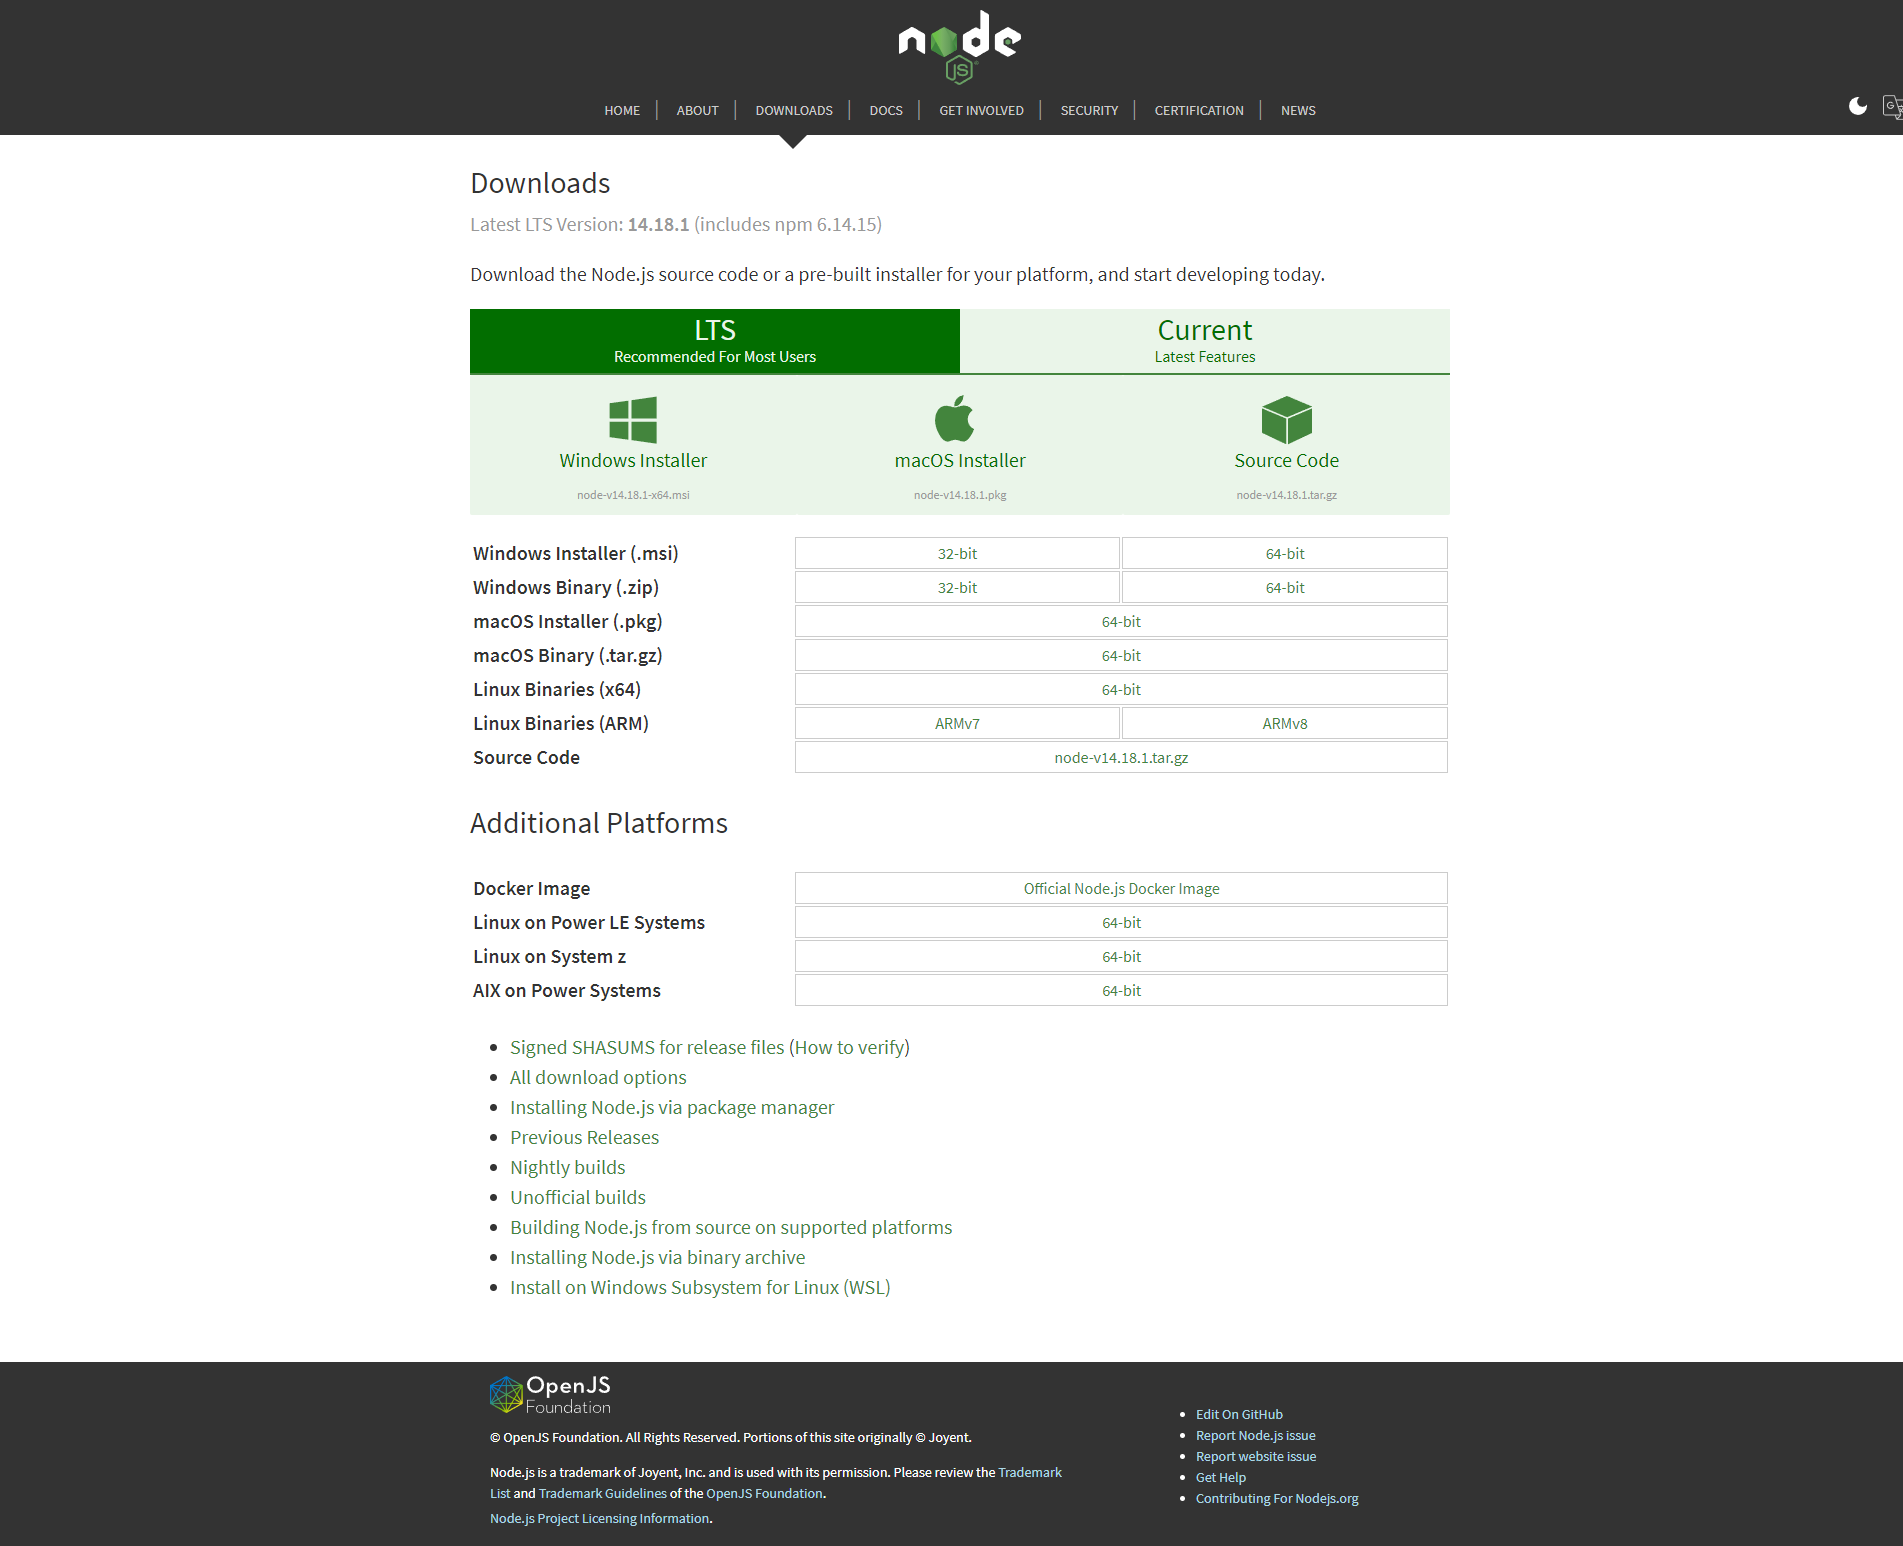 node
JS
HOME
ABOUT
DOWNLOADS
DOCS
GET INVOLVED
SECURITY
CERTIFICATION
NEWS
Downloads
Latest LTS Version: 14.18.1 (includes npm 6.14.15)
Download the Node.js source code or a pre-built installer for your platform, and start developing today.
LTS
Recommended For Most Users
Current
Latest Features
Windows Installer
node-v14.18.1-x64.msi
macOS Installer
node-v14.18.1.pkg
Source Code
node-v14.18.1.tar.gz
Windows Installer (.msi) 32-bit 64-bit
Windows Binary (.zip) 32-bit 64-bit
macOS Installer (.pkg) 64-bit
macOS Binary (.tar.gz) 64-bit
Linux Binaries (x64) 64-bit
Linux Binaries (ARM) ARMv7 ARMv8
Source Code node-v14.18.1.tar.gz
Additional Platforms
Docker Image Official Node.js Docker Image
Linux on Power LE Systems 64-bit
Linux on System z 64-bit
AIX on Power Systems 64-bit
Signed SHASUMS for release files (How to verify)
All download options
Installing Node.js via package manager
Previous Releases
Nightly builds
Unofficial builds
Building Node.js from source on supported platforms
Installing Node.js via binary archive
Install on Windows Subsystem for Linux (WSL)
OpenJS
Foundation
© OpenJS Foundation. All Rights Reserved. Portions of this site originally © Joyent.
Node.js is a trademark of Joyent, Inc. and is used with its permission. Please review the Trademark
List and Trademark Guidelines of the OpenJS Foundation.
Node.js Project Licensing Information.
Edit On GitHub
Report Node.js issue
Report website issue
Get Help
Contributing For Nodejs.org